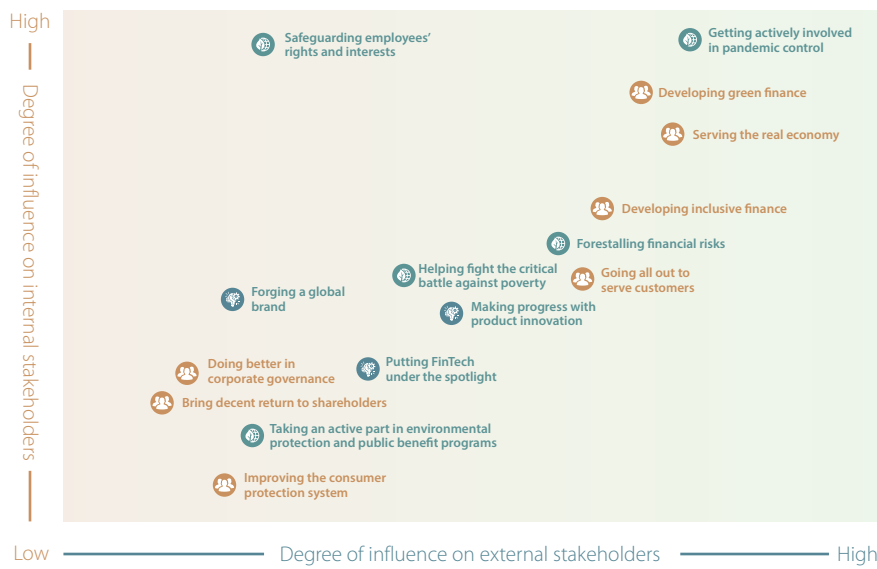 High
Safeguarding employees'
rights and interests
Getting actively involved
in pandemic control
Developing green finance
Serving the real economy
Developing inclusive finance
Forestalling financial risks
Helping fight the critical
battle against poverty
Going all out to
serve customers
Forging a global
brand
Making progress with
product innovation
Doing better in
corporate governance
Putting FinTech
under the spotlight
Bring decent return to shareholders
Taking an active part in environmental
protection and public benefit programs
Improving the consumer
protection system
Degree of influence on internal stakeholders
Low
Degree of influence on external stakeholders
High